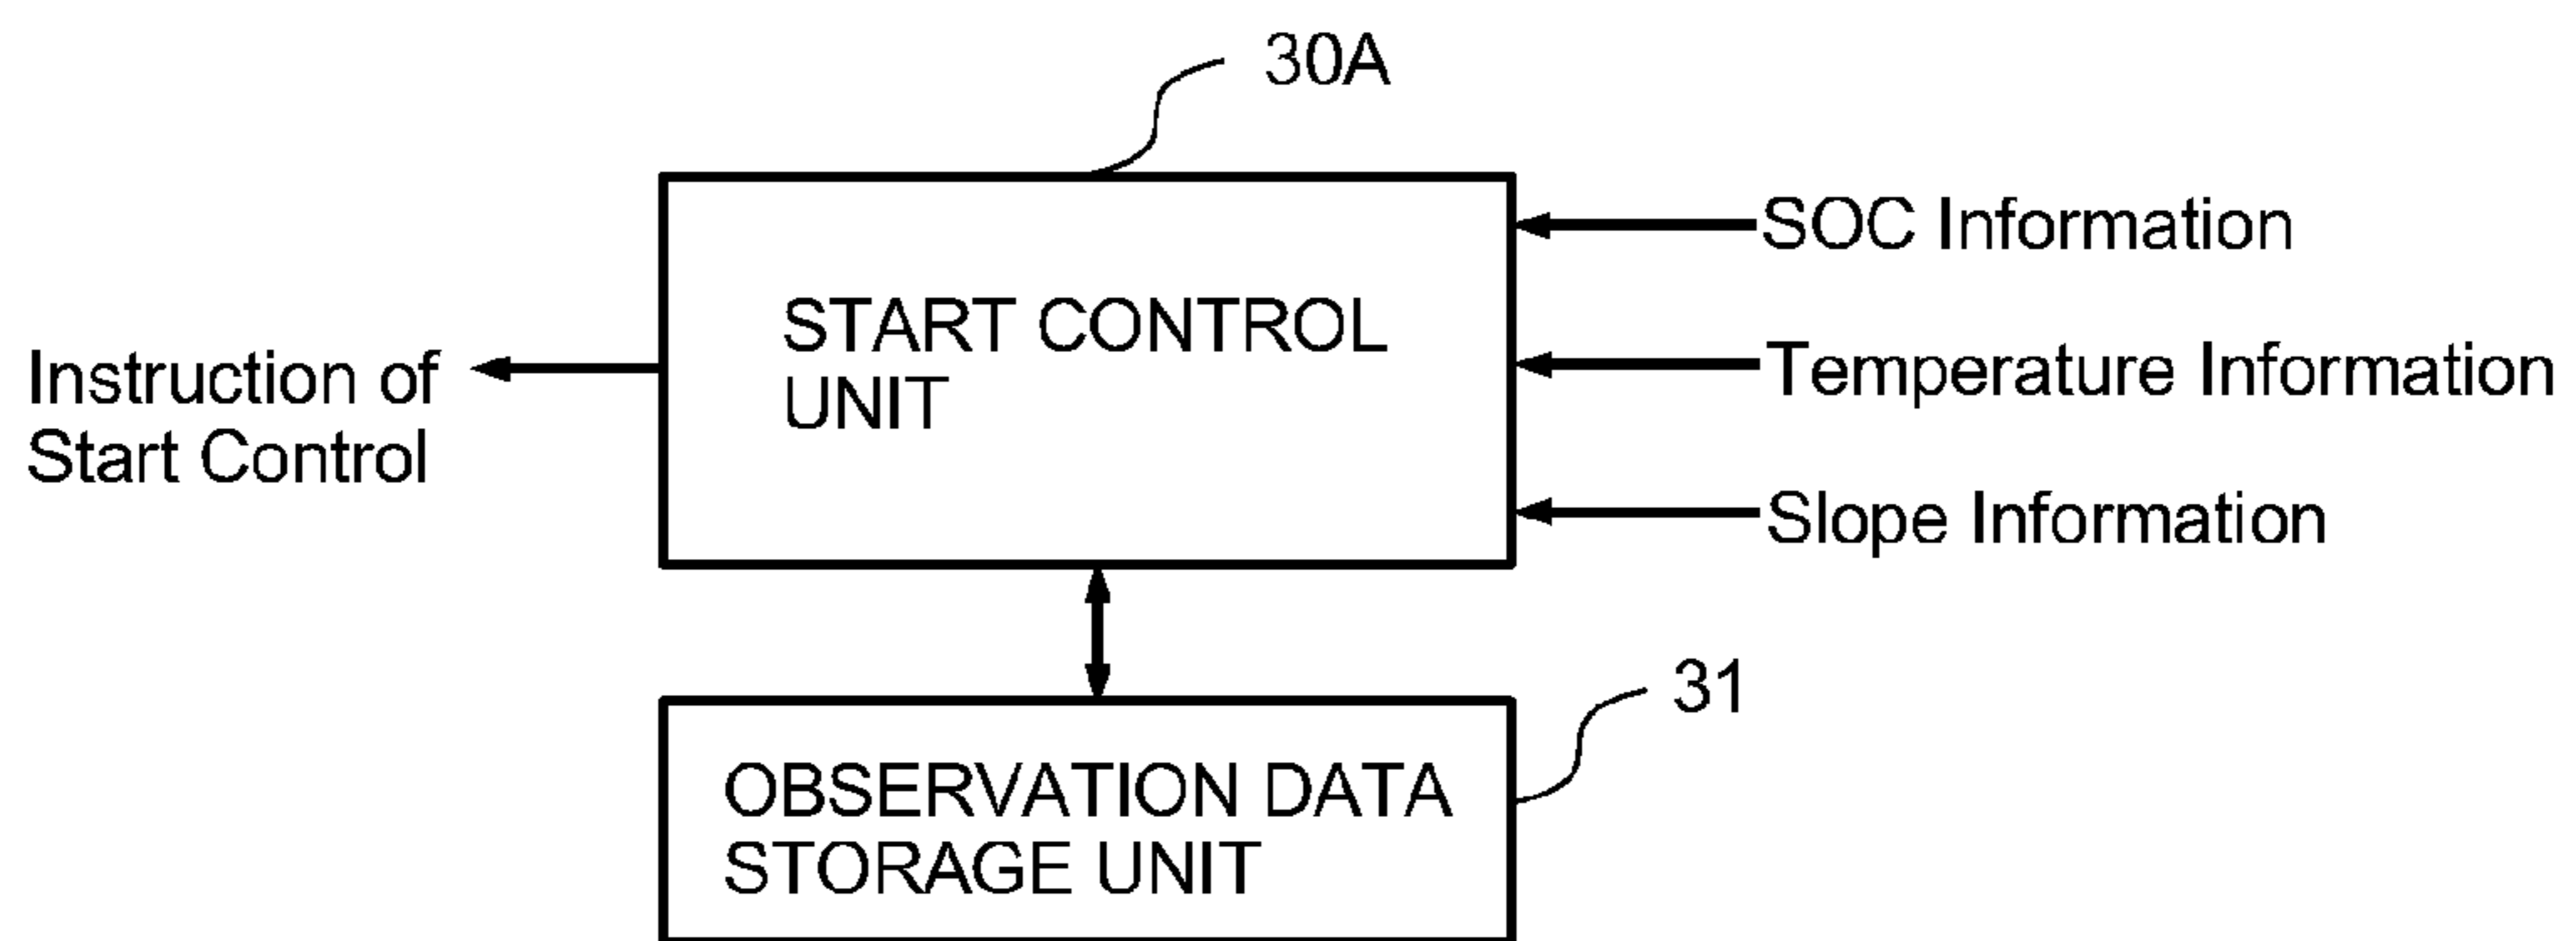 30A
SOC Information
START CONTROL
UNIT
Temperature Information
Instruction of
Start Control
Slope Information
31
OBSERVATION DATA
STORAGE UNIT